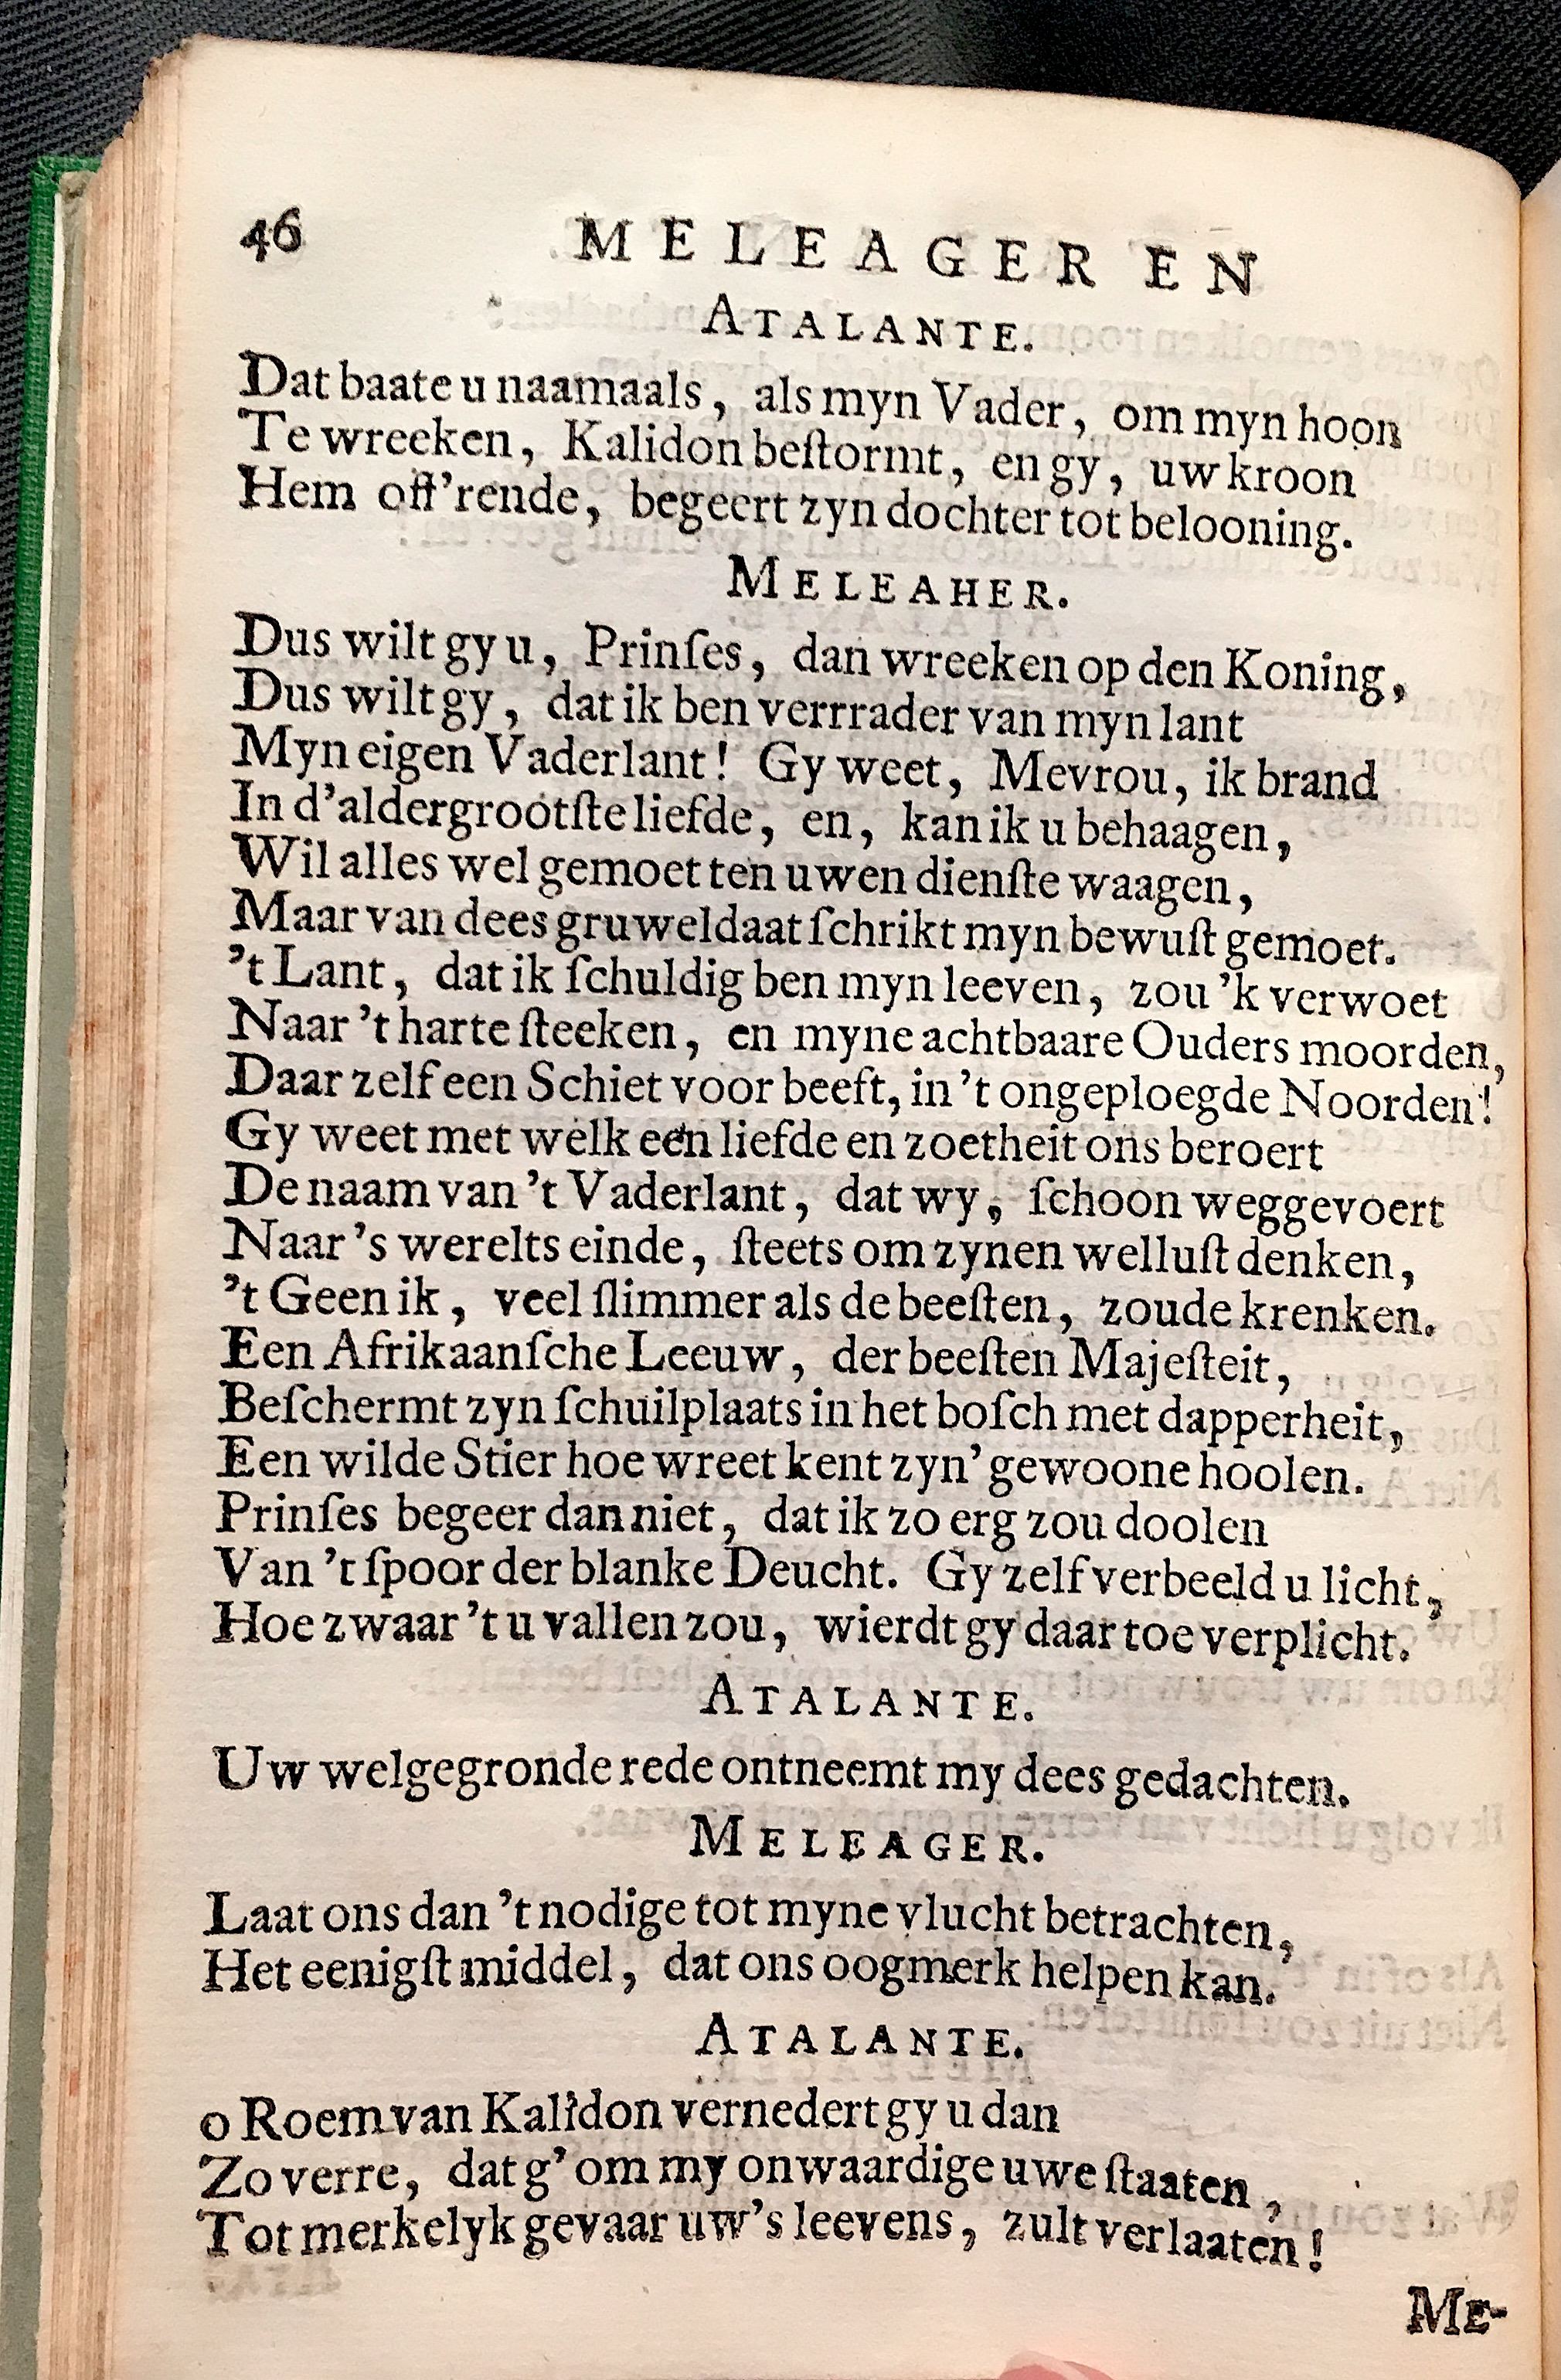 46 MELEAGER EN
ATALANTE.
Dat baate u naamaals, als myn Vader, om myn hoon
Te wreeken, Kalidon beſtormt, en gy, uw kroon
Hem off'rende, begeert zyn dochter tot belooning.
MELEAHER.
Dus wilt gy u, Prinſes, dan wreeken op den Koning,
Dus wilt gy, dat ik ben verrrader van myn lant
Myn eigen Vaderlant! Gy weet, Mevrou, ik brand
In d'aldergrootſte liefde, en, kan ik u behaagen,
Wil alles wel gemoet ten uwen dienſte waagen,
Maar van dees gruweldaat ſchrikt myn bewuſt gemoet.
't Lant, dat ik ſchuldig ben myn leeven, zou 'k verwoet
Naar 't harte ſteeken, en myne achtbaare Ouders moorden,
Daar zelf een Schiet voor beeft, in 't ongeploegde Noorden!
Gy weet met welk een liefde en zoetheit ons beroert
De naam van 't Vaderlant, dat wy, ſchoon weggevoert
Naar 's werelts einde, ſteets om zynen welluſt denken,
't Geen ik, veel ſlimmer als de beeſten, zoude krenken.
Een Afrikaanſche Leeuw, der beeſten Majeſteit,
Beſchermt zyn ſchuilplaats in het boſch met dapperheit,
Een wilde Stier hoe wreet kent zyn' gewoone hoolen.
Prinſes begeer dan niet, dat ik zo erg zou doolen
Van 't ſpoor der blanke Deucht. Gy zelf verbeeld u licht,
Hoe zwaar 't u vallen zou, wierdt gy daar toe verplicht.
ATALANTE.
Uw welgegronde rede ontneemt my dees gedachten.
MELEAGER.
Laat ons dan 't nodige tot myne vlucht betrachten,
Het eenigſt middel, dat ons oogmerk helpen kan.
ATALANTE.
o Roem van Kalidon vernedert gy u dan
Zo verre, dat g' om my onwaardige uwe ſtaaten,
Tot merkelyk gevaar uw's leevens, zult verlaaten!
ME-